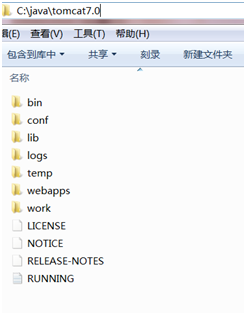 C:\java\tomcat7.0
辑(E) 查看(V) 工具(T) 帮助(H)
包含到库中 共享 刻录 新建文件夹
名称
bin
conf
lib
logs
temp
webapps
work
LICENSE
NOTICE
RELEASE-NOTES
RUNNING